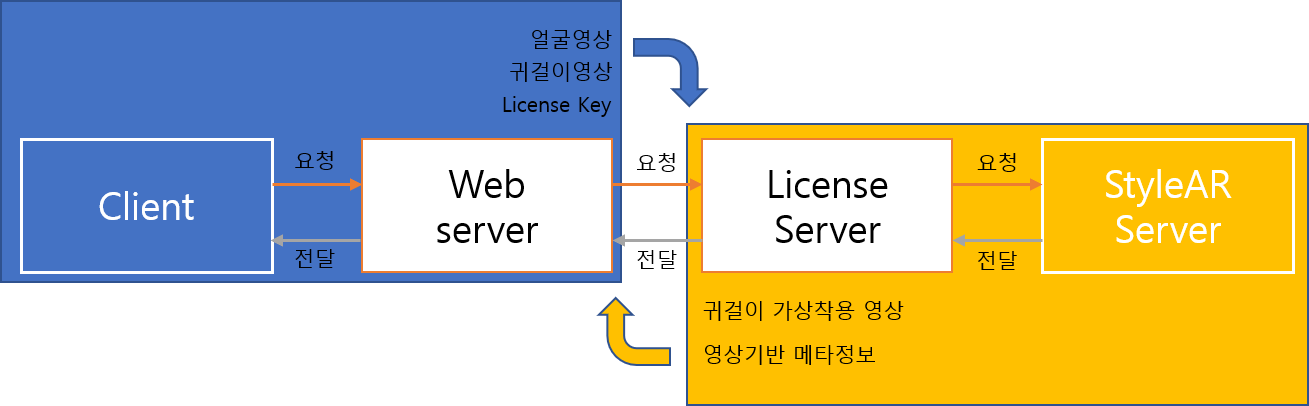 얼굴영상
귀걸이영상
License Key
Client
요청
전달
Web
server
요청
전달
License
Server
요청
전달
StyleAR
Server
귀걸이 가상착용 영상
영상기반 메타정보